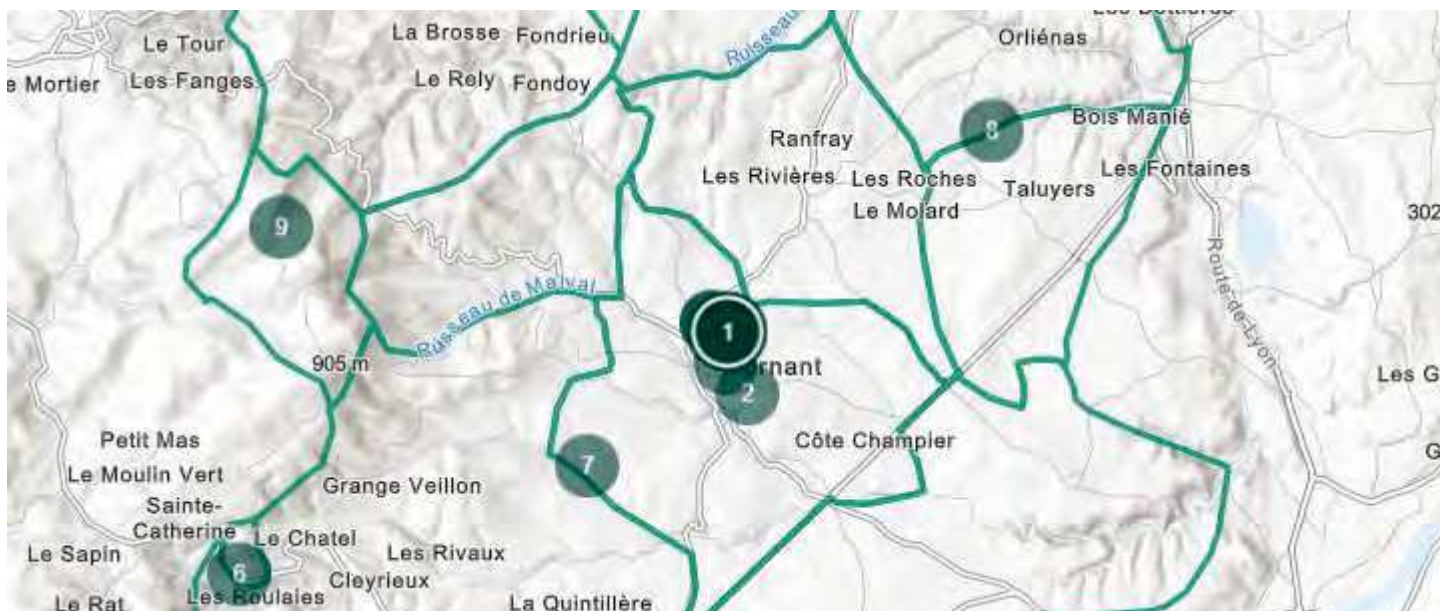 Le Tour
La Brosse
Fondrieu
Ruisseau
Orliénas
e Mortier
Les Fanges
Le Rely
Fondoy
8
Bois Manié
Ranfray
Les Fontaines
Les Rivières
Les Roches
Taluyers
Le Molard
302
9
Route-de-Lyon
Ruisseau de Malval
1
905 m
rnant
Les G
2
Petit Mas
Côte Champier
G
Le Moulin Vert
7
Grange Veillon
Sainte-
Catherine
Le Chatel
Le Sapin
Les Rivaux
6
Cleyrieux
Le Rat
Les Roulaies
La Quintillère